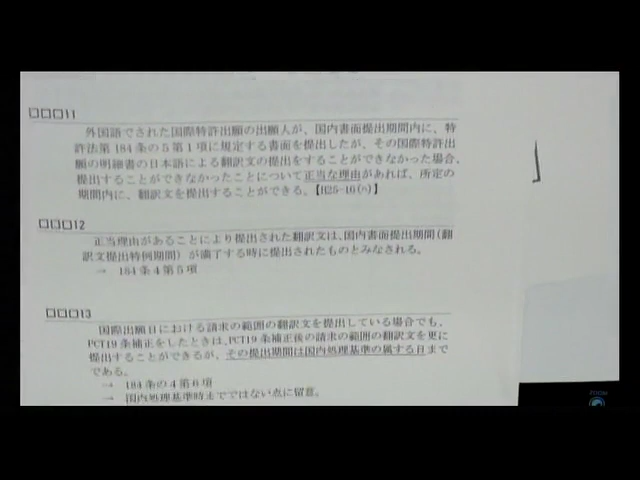 □□□11
外国語でされた国際特許出願の出願人が、国内書面提出期間内に、特
許法第184条の5第1項に規定する書面を提出したが、その国際特許出
願の明細書の日本語による翻訳文の提出をすることができなかった場合、
提出することができなかったことについて正当な理由があれば、所定の
期間内に、翻訳文を提出することができる。【H25-16(ﾍ)】
□□□12
正当理由があることにより提出された翻訳文は、国内書面提出期間(翻
訳文提出特例期間)が満了する時に提出されたものとみなされる。
→ 184条4第5項
□□□13
国際出願日における請求の範囲の翻訳文を提出している場合でも、
PCT19条補正をしたときは、PCT19条補正後の請求の範囲の翻訳文を更に
提出することができるが、その提出期間は国内処理基準の属する日まで
である。
→ 184条の4第6項
→ 国内処理基準時までではない点に留意。